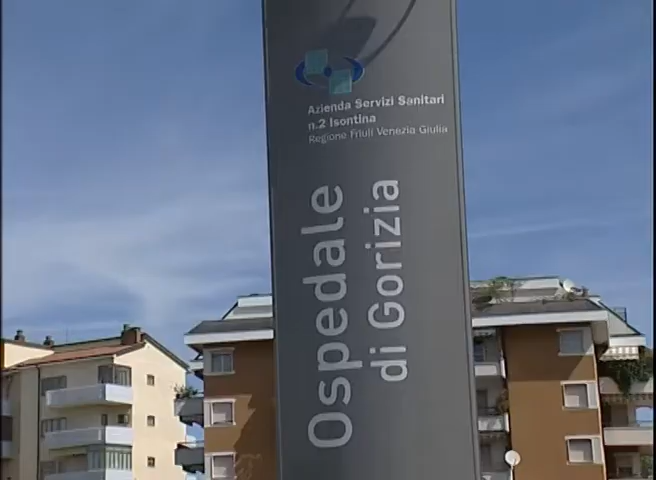 Azienda Servizi Sanitari
n.2 Isontina
Regione Friuli Venezia Giulia
Ospedale
di Gorizia